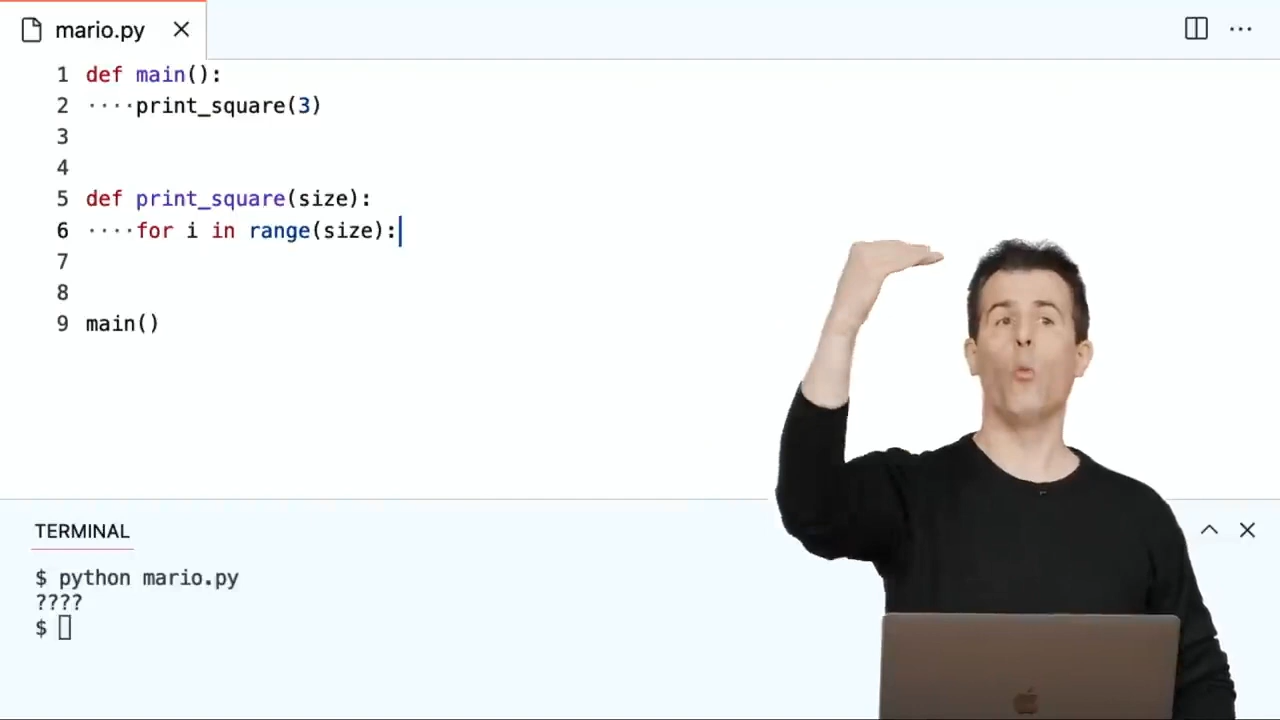 mario.py
1 def main():
2 ····print_square(3)
3
4
5 def print_square(size):
6 ····for i in range(size):
7
8
9 main()
TERMINAL
$ python mario.py
????
$